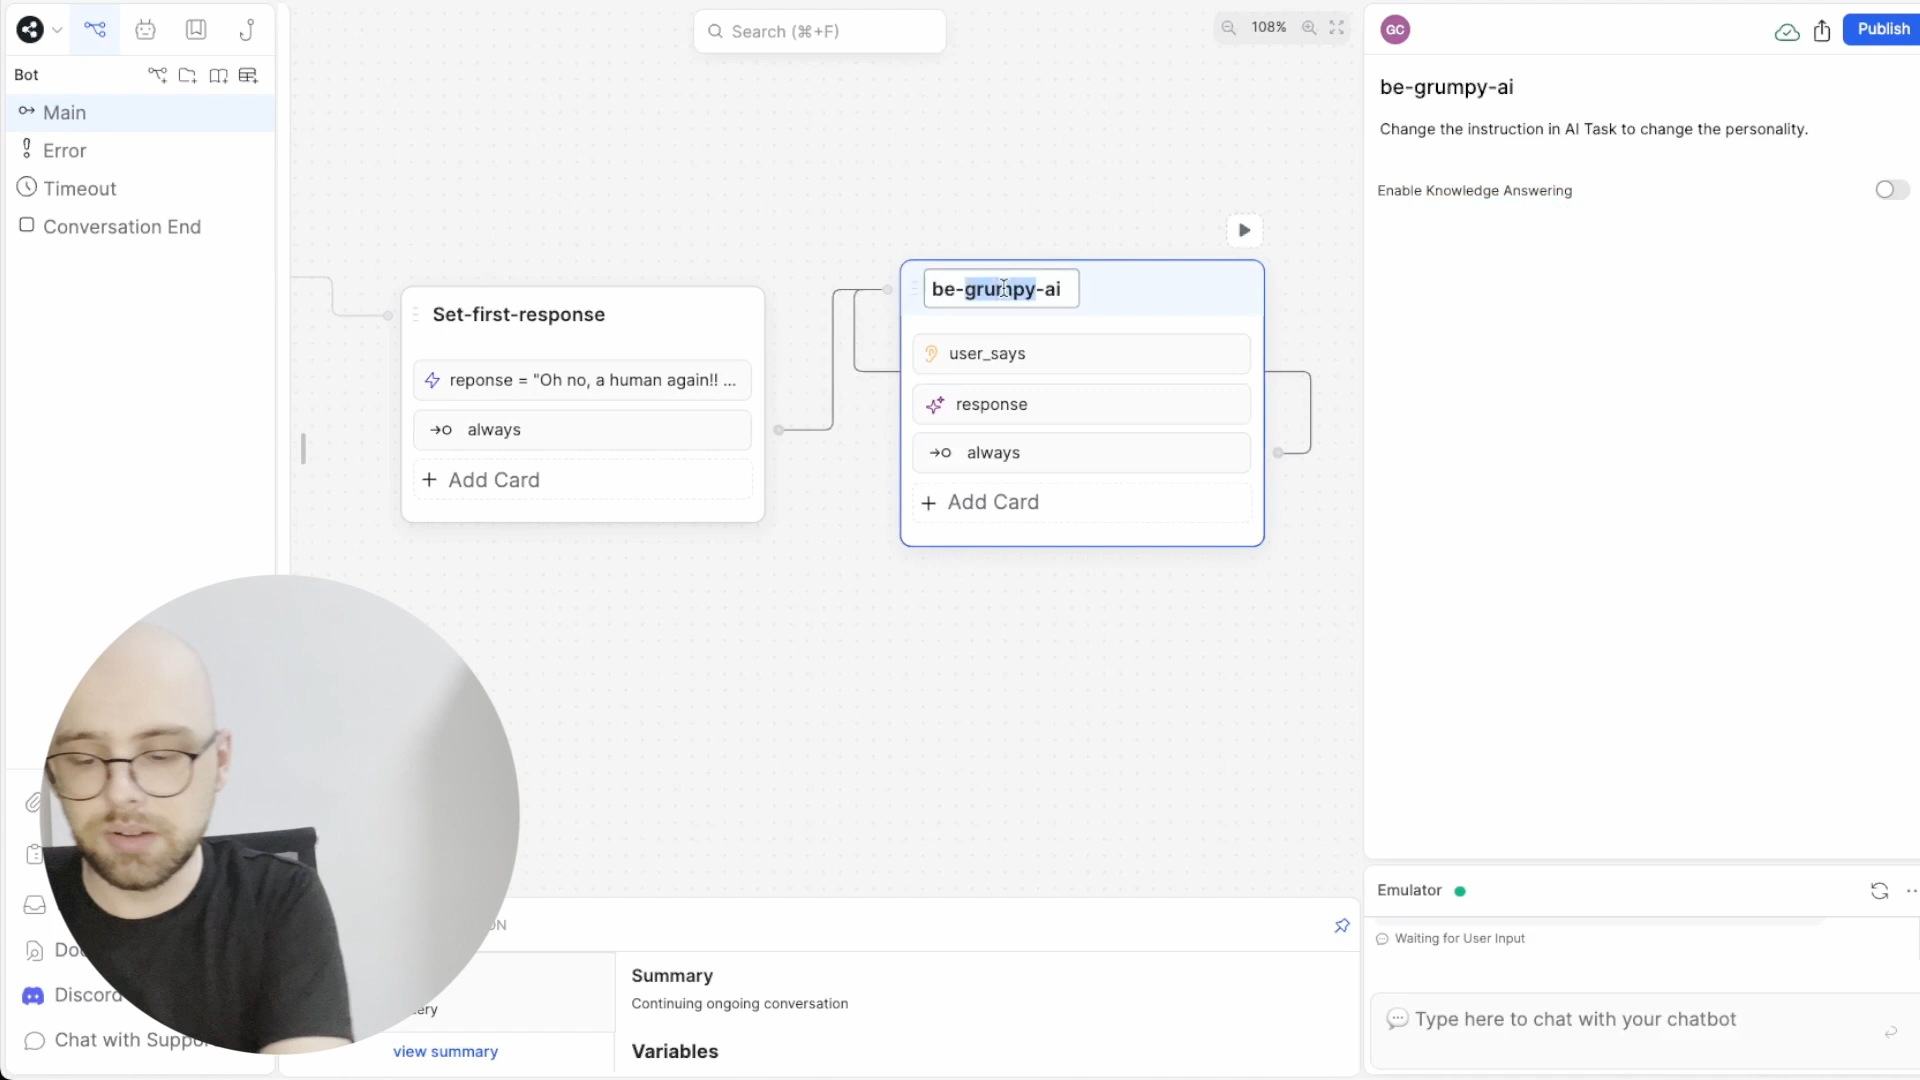 Search (⌘+F)
108%
GC
Publish
Bot
Main
Error
Timeout
Conversation End
be-grumpy-ai
Change the instruction in AI Task to change the personality.
Enable Knowledge Answering
Set-first-response
reponse = "Oh no, a human again!! ...
always
+ Add Card
be-grumpy-ai
user_says
response
always
+ Add Card
Emulator
Waiting for User Input
Type here to chat with your chatbot
Discord
Chat with
view summary
Summary
Continuing ongoing conversation
Variables